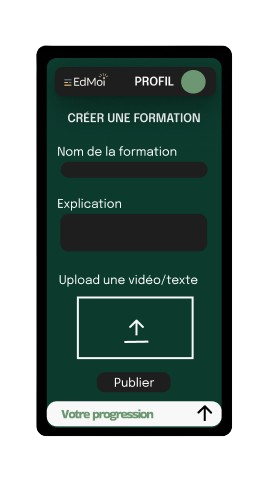 EdMoi
PROFIL
CRÉER UNE FORMATION
Nom de la formation
Explication
Upload une vidéo/texte
Publier
Votre progression